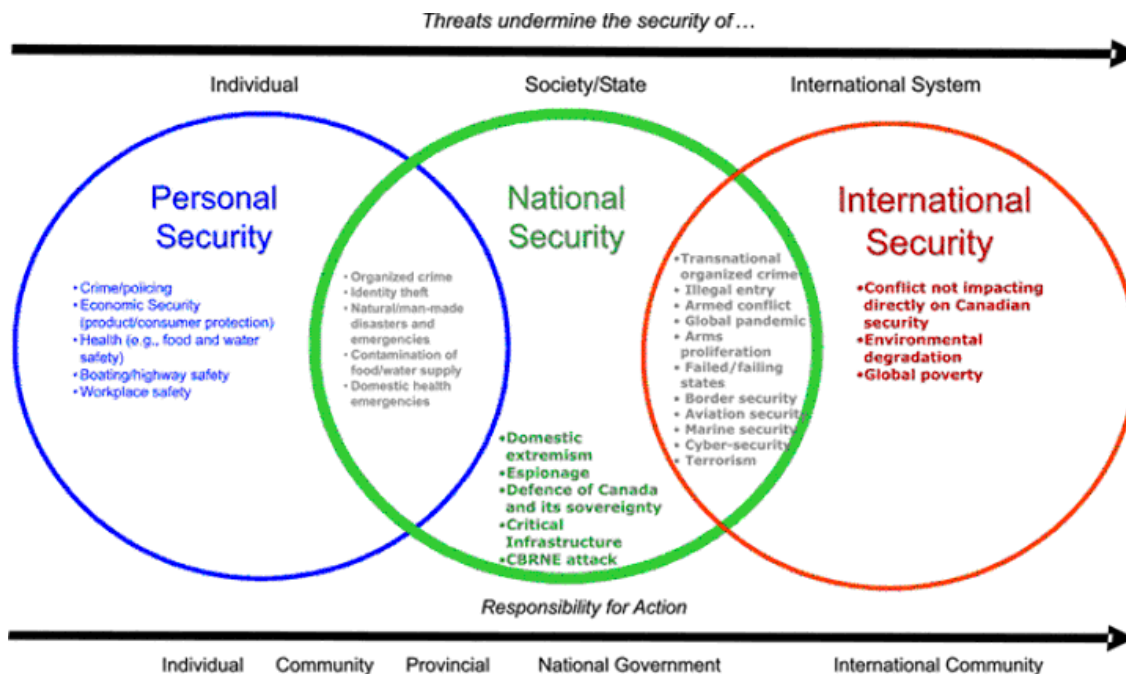 Threats undermine the security of…
Individual
Society/State
International System
Personal
Security
• Crime/policing
• Economic Security
(product/consumer protection)
• Health (e.g., food and water
safety)
• Boating/highway safety
• Workplace safety
• Organized crime
• Identity theft
• Natural/man-made
disasters and
emergencies
• Contamination of
food/water supply
• Domestic health
emergencies
National
Security
•Domestic
extremism
•Espionage
•Defence of Canada
and its sovereignty
•Critical
Infrastructure
•CBRNE attack
•Transnational
organized crime
• Illegal entry
• Armed conflict
• Global pandemic
• Arms
proliferation
• Failed/failing
states
• Border security
• Aviation security
• Marine security
• Cyber-security
• Terrorism
International
Security
•Conflict not impacting
directly on Canadian
security
•Environmental
degradation
•Global poverty
Responsibility for Action
Individual
Community
Provincial
National Government
International Community